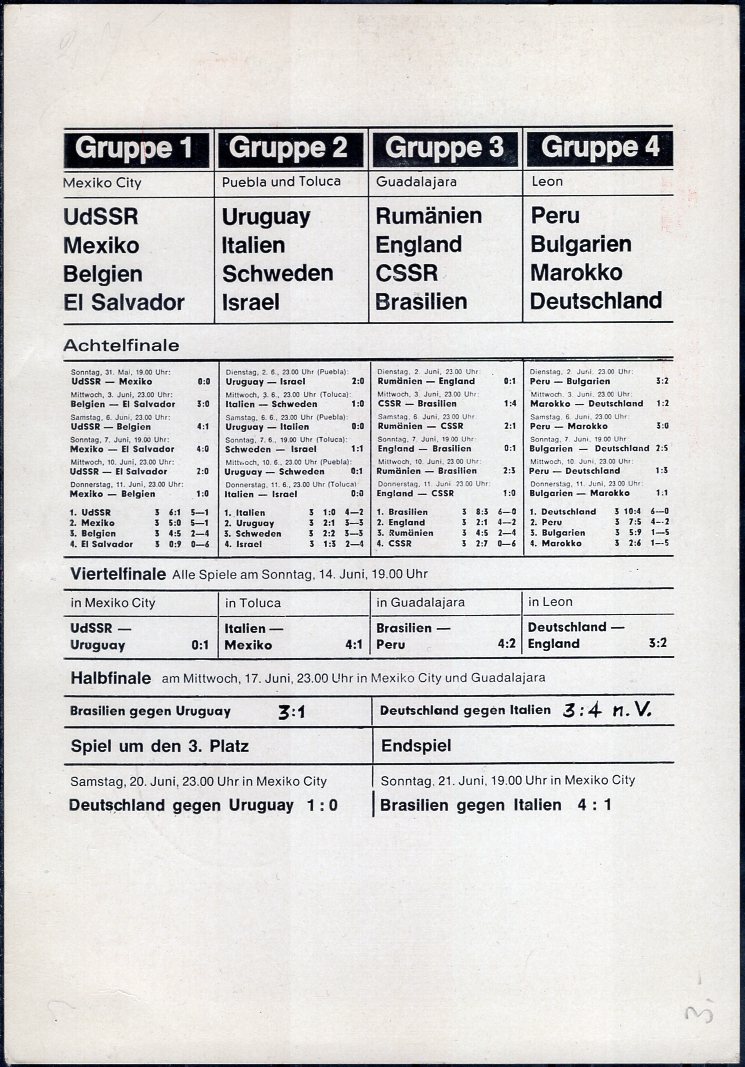 Gruppe 1
Gruppe 2
Gruppe 3
Gruppe 4
Mexiko City
Puebla und Toluca
Guadalajara
Leon
UdSSR
Mexiko
Belgien
El Salvador
Uruguay
Italien
Schweden
Israel
Rumänien
England
CSSR
Brasilien
Peru
Bulgarien
Marokko
Deutschland
Achtelfinale
Sonntag, 31. Mai, 19.00 Uhr:
UdSSR — Mexiko 0:0
Mittwoch, 3. Juni, 23.00 Uhr:
Belgien — El Salvador 3:0
Samstag, 6. Juni, 23.00 Uhr:
UdSSR — Belgien 4:1
Sonntag, 7. Juni, 19.00 Uhr:
Mexiko — El Salvador 4:0
Mittwoch, 10. Juni, 23.00 Uhr:
UdSSR — El Salvador 2:0
Donnerstag, 11. Juni, 23.00 Uhr:
Mexiko — Belgien 1:0
1. UdSSR 3 6:1 5—1
2. Mexiko 3 5:0 5—1
3. Belgien 3 4:5 2—4
4. El Salvador 3 0:9 0—6
Dienstag, 2. 6., 23.00 Uhr (Puebla):
Uruguay — Israel 2:0
Mittwoch, 3. 6., 23.00 Uhr (Toluca):
Italien — Schweden 1:0
Samstag, 6. 6., 23.00 Uhr (Puebla):
Uruguay — Italien 0:0
Sonntag, 7. 6., 19.00 Uhr (Toluca):
Schweden — Israel 1:1
Mittwoch, 10. 6., 23.00 Uhr (Puebla):
Uruguay — Schweden 0:1
Donnerstag, 11. 6., 23.00 Uhr (Toluca)
Italien — Israel 0:0
1. Italien 3 1:0 4—2
2. Uruguay 3 2:1 3—3
3. Schweden 3 2:2 3—3
4. Israel 3 1:3 2—4
Dienstag, 2. Juni, 23.00 Uhr:
Rumänien — England 0:1
Mittwoch, 3. Juni, 23.00 Uhr:
CSSR — Brasilien 1:4
Samstag, 6. Juni, 23.00 Uhr:
Rumänien — CSSR 2:1
Sonntag, 7. Juni, 19.00 Uhr:
England — Brasilien 0:1
Mittwoch, 10. Juni, 23.00 Uhr:
Rumänien — Brasilien 2:3
Donnerstag, 11. Juni, 23.00 Uhr:
England — CSSR 1:0
1. Brasilien 3 8:3 6—0
2. England 3 2:1 4—2
3. Rumänien 3 4:5 2—4
4. CSSR 3 2:7 0—6
Dienstag, 2. Juni, 23.00 Uhr:
Peru — Bulgarien 3:2
Mittwoch, 3. Juni, 23.00 Uhr:
Marokko — Deutschland 1:2
Samstag, 6. Juni, 23.00 Uhr:
Peru — Marokko 3:0
Sonntag, 7. Juni, 19.00 Uhr
Bulgarien — Deutschland 2:5
Mittwoch, 10. Juni, 23.00 Uhr:
Peru — Deutschland 1:3
Donnerstag, 11. Juni, 23.00 Uhr:
Bulgarien — Marokko 1:1
1. Deutschland 3 10:4 6—0
2. Peru 3 7:5 4—2
3. Bulgarien 3 5:9 1—5
4. Marokko 3 2:6 1—5
Viertelfinale Alle Spiele am Sonntag, 14. Juni, 19.00 Uhr
in Mexiko City
in Toluca
in Guadalajara
in Leon
UdSSR —
Uruguay 0:1
Italien —
Mexiko 4:1
Brasilien —
Peru 4:2
Deutschland —
England 3:2
Halbfinale am Mittwoch, 17. Juni, 23.00 Uhr in Mexiko City und Guadalajara
Brasilien gegen Uruguay 3:1
Deutschland gegen Italien 3:4 n.V.
Spiel um den 3. Platz
Endspiel
Samstag, 20. Juni, 23.00 Uhr in Mexiko City
Sonntag, 21. Juni, 19.00 Uhr in Mexiko City
Deutschland gegen Uruguay 1:0
Brasilien gegen Italien 4:1
3.-